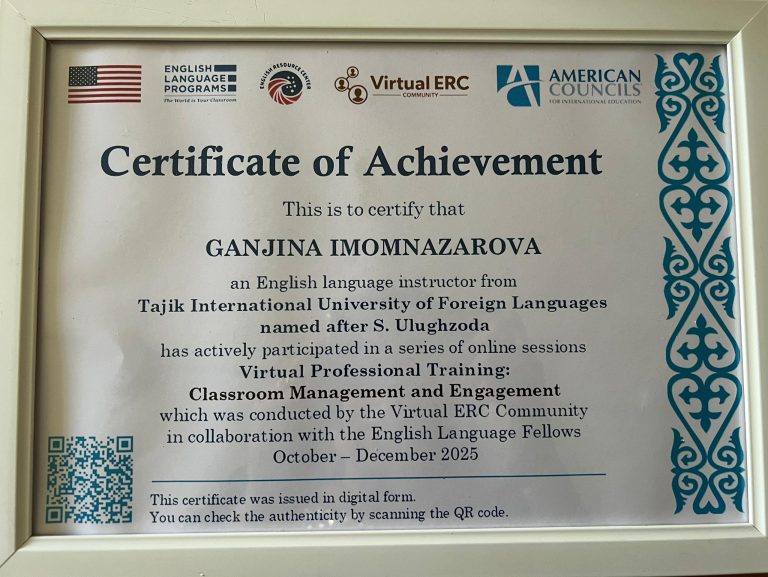 ENGLISH
LANGUAGE
PROGRAMS
The World is Your Classroom
ENGLISH RESOURCE CENTER
Virtual ERC
COMMUNITY
AMERICAN
COUNCILS
FOR INTERNATIONAL EDUCATION
Certificate of Achievement
This is to certify that
GANJINA IMOMNAZAROVA
an English language instructor from
Tajik International University of Foreign Languages
named after S. Ulughzoda
has actively participated in a series of online sessions
Virtual Professional Training:
Classroom Management and Engagement
which was conducted by the Virtual ERC Community
in collaboration with the English Language Fellows
October – December 2025
This certificate was issued in digital form.
You can check the authenticity by scanning the QR code.